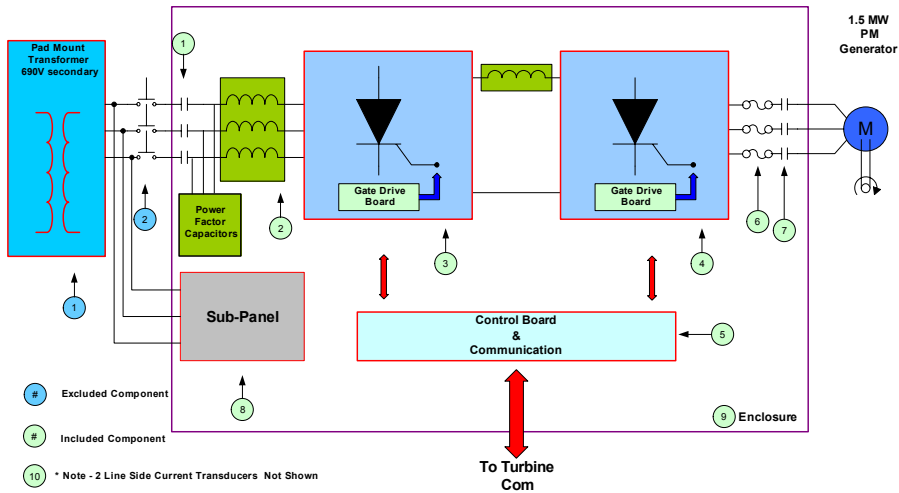 Pad Mount
Transformer
690V secondary
1
1.5 MW
PM
Generator
M
2
Power
Factor
Capacitors
2
Gate Drive
Board
Gate Drive
Board
3
4
6
7
1
Sub-Panel
Control Board
&
Communication
5
8
# Excluded Component
# Included Component
9 Enclosure
10 * Note - 2 Line Side Current Transducers Not Shown
To Turbine
Com